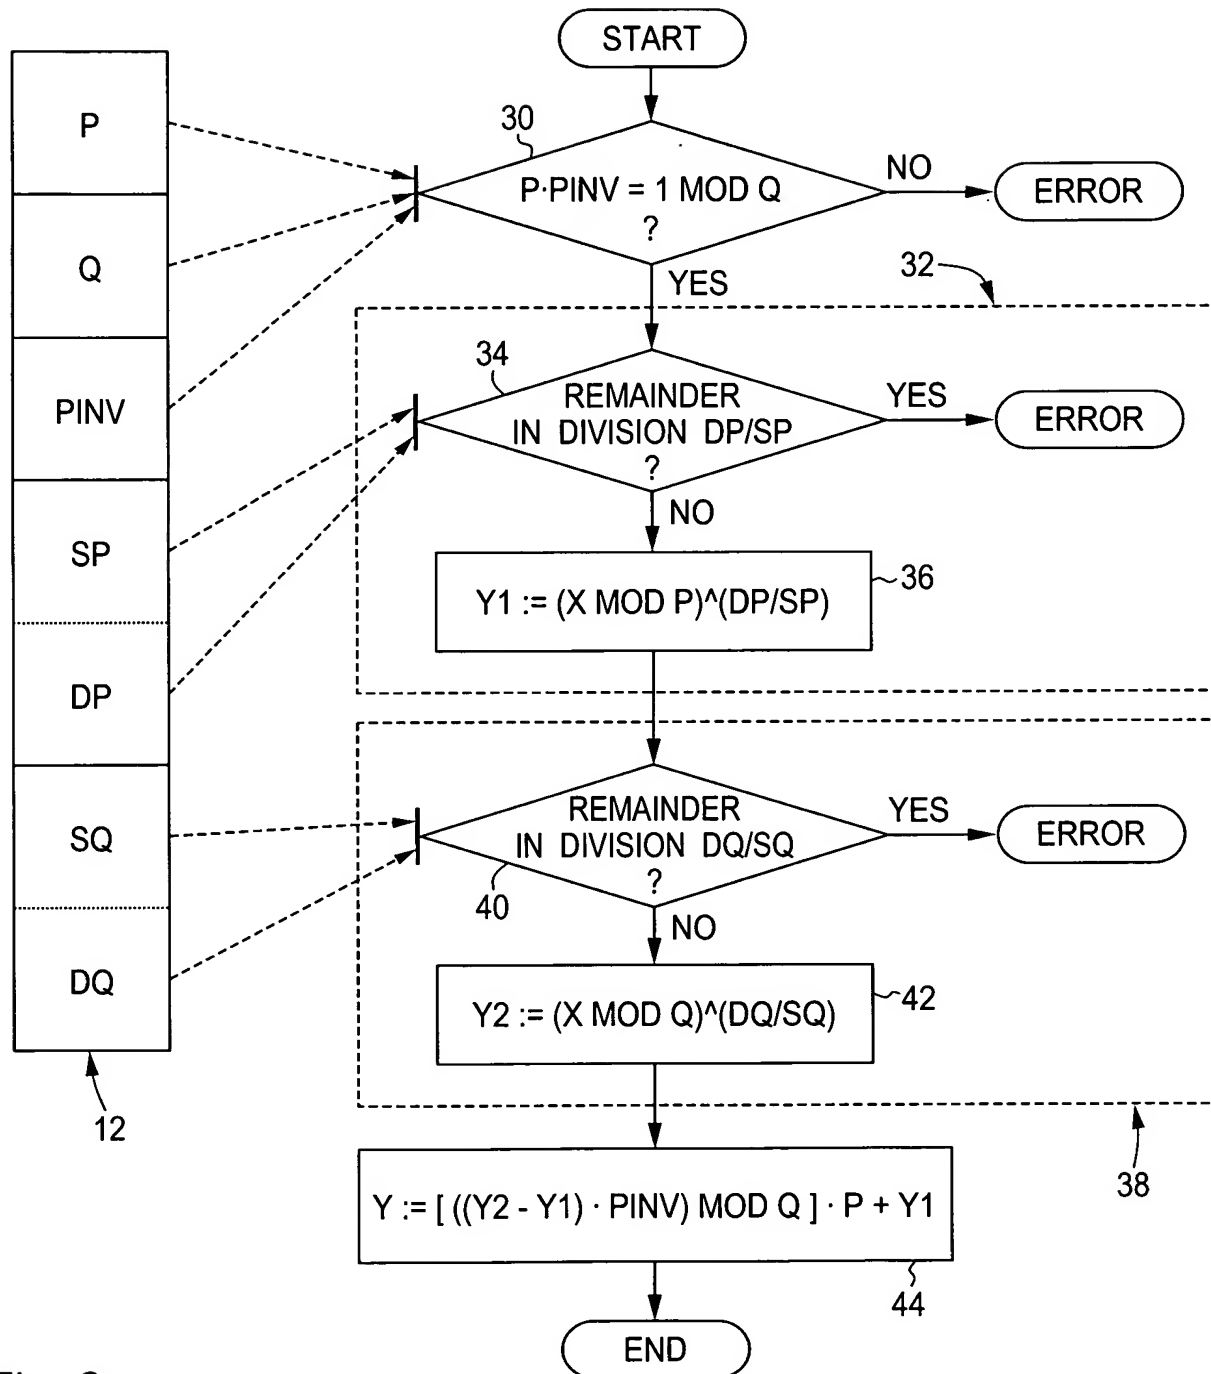 START
P
30
P·PINV = 1 MOD Q
?
NO
ERROR
Q
YES
32
PINV
34
REMAINDER
IN DIVISION DP/SP
?
YES
ERROR
NO
SP
Y1 := (X MOD P)^(DP/SP)
36
DP
SQ
REMAINDER
IN DIVISION DQ/SQ
?
YES
ERROR
40
NO
DQ
Y2 := (X MOD Q)^(DQ/SQ)
42
12
38
Y := [ ((Y2 - Y1) · PINV) MOD Q ] · P + Y1
44
END